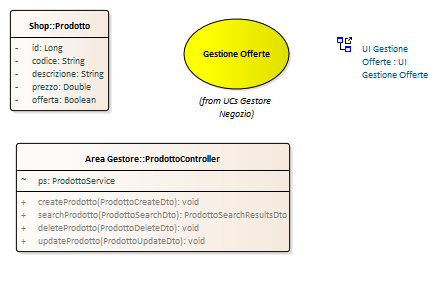 Shop::Prodotto
- id: Long
- codice: String
- descrizione: String
- prezzo: Double
- offerta: Boolean
Gestione Offerte
(from UCs Gestore
Negozio)
UI Gestione
Offerte : UI
Gestione Offerte
Area Gestore::ProdottoController
~ ps: ProdottoService
+ createProdotto(ProdottoCreateDto): void
+ searchProdotto(ProdottoSearchDto): ProdottoSearchResultsDto
+ deleteProdotto(ProdottoDeleteDto): void
+ updateProdotto(ProdottoUpdateDto): void